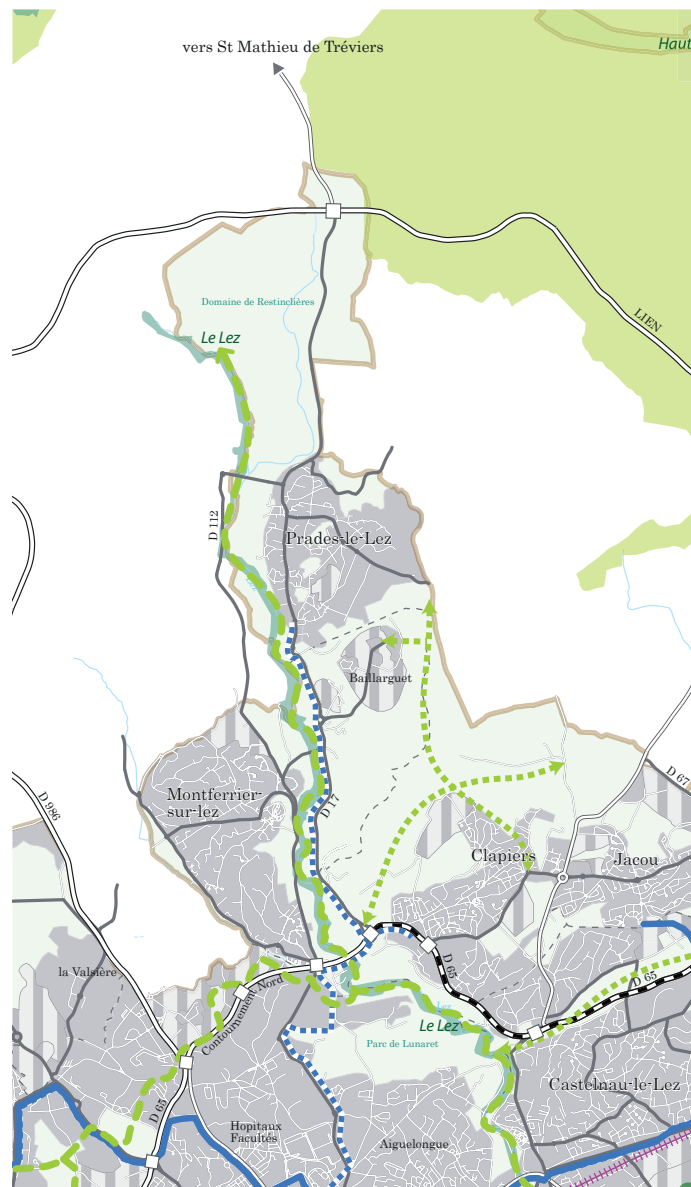 vers St Mathieu de Tréviers
Haut
Domaine de Restinclières
LIEN
Le Lez
D 112
Prades-le-Lez
Baillarguet
D 986
Montferrier-
sur-lez
D 17
D 67
Clapiers
Jacou
la Valsière
D 65
D 65
Contournement Nord
Le Lez
Parc de Lunaret
Castelnau-le-Lez
D 65
Hopitaux
Facultés
Aiguelongue